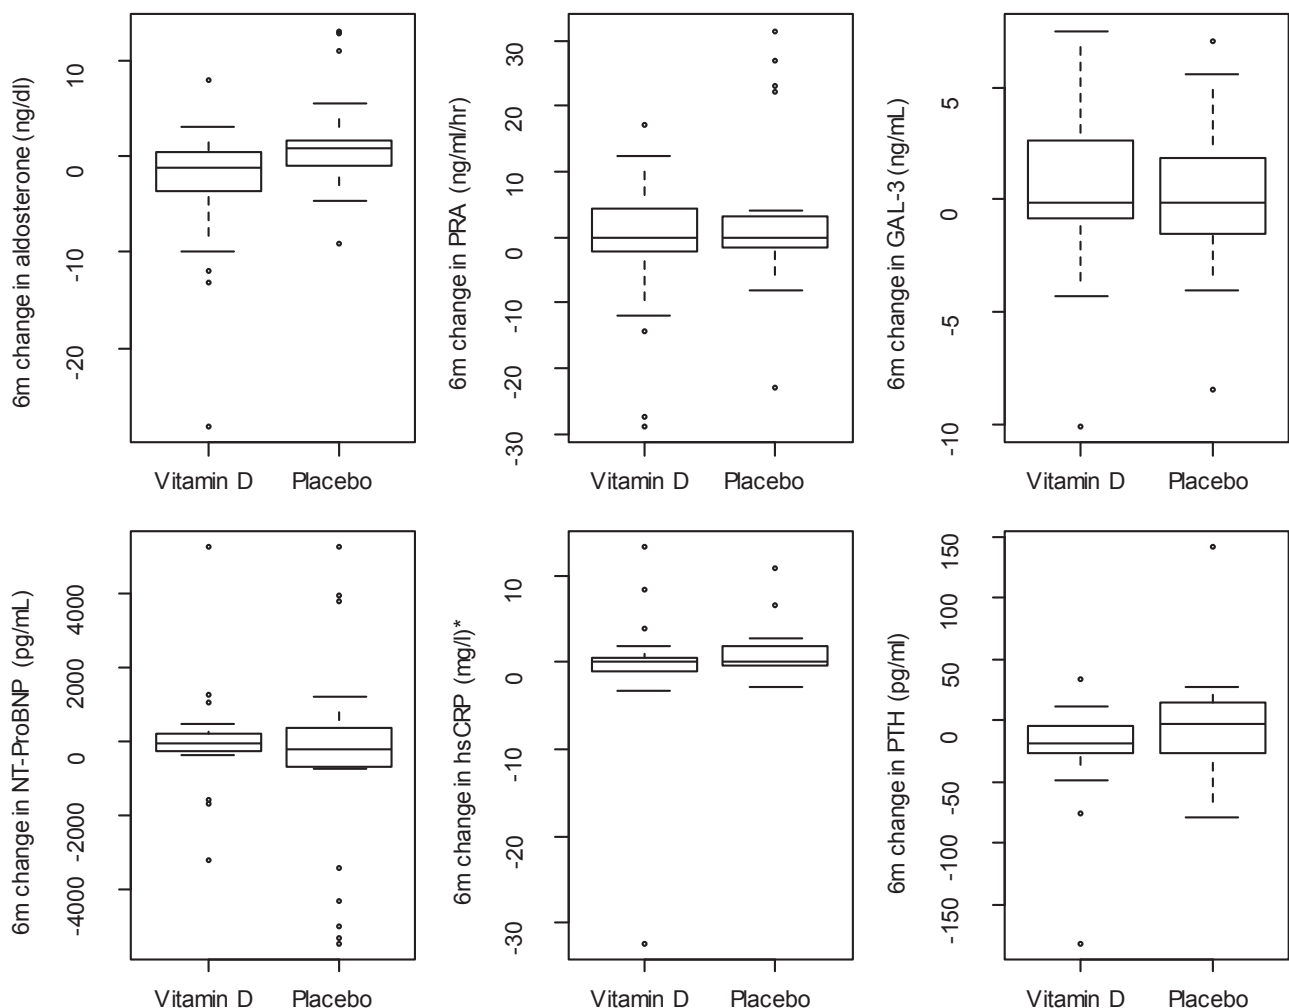 6m change in aldosterone (ng/dl)
10
0
-10
-20
Vitamin D
Placebo
6m change in PRA (ng/ml/hr)
30
20
10
0
-10
-20
-30
Vitamin D
Placebo
6m change in GAL-3 (ng/mL)
5
0
-5
-10
Vitamin D
Placebo
6m change in NT-ProBNP (pg/mL)
4000
2000
0
-2000
-4000
Vitamin D
Placebo
6m change in hsCRP (mg/l)*
10
0
-10
-20
-30
Vitamin D
Placebo
6m change in PTH (pg/ml)
150
100
50
0
-50
-100
-150
Vitamin D
Placebo